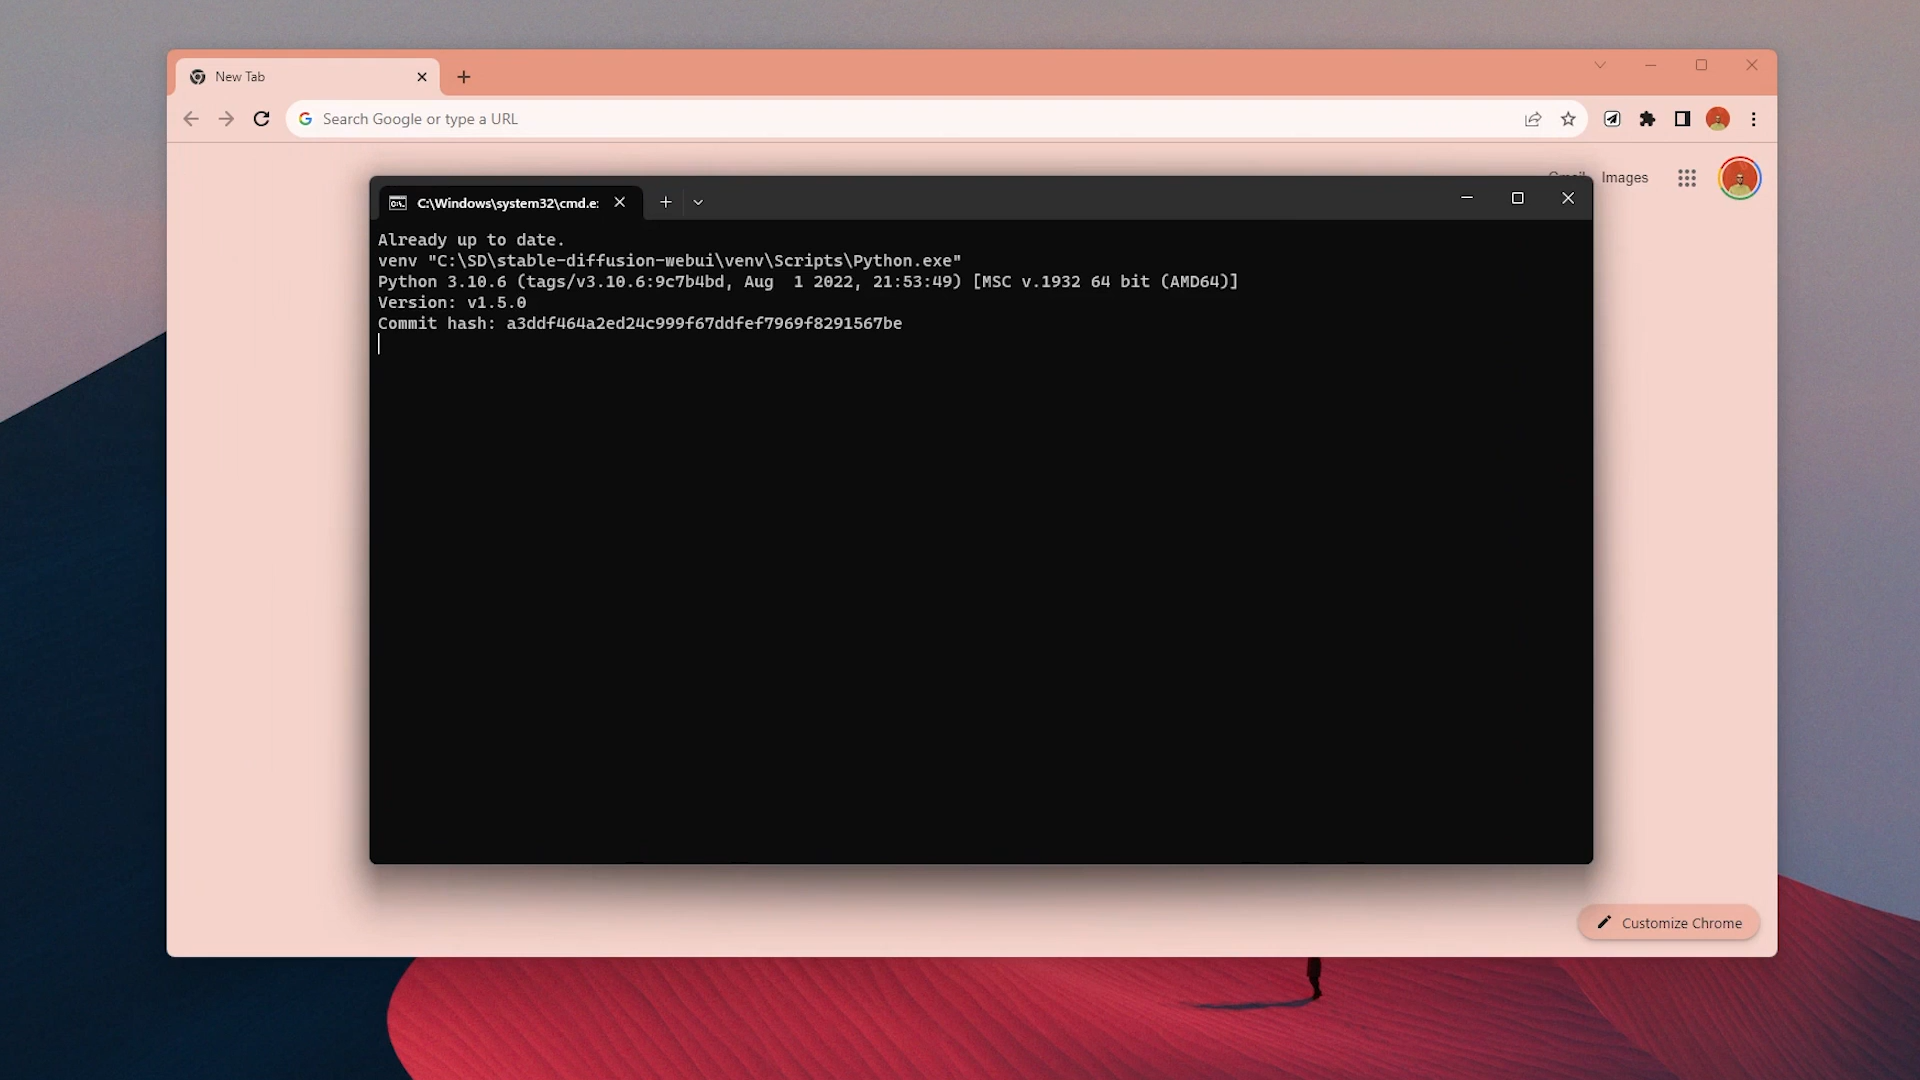 New Tab
Search Google or type a URL
Images
C:\Windows\system32\cmd.e:
Already up to date.
venv "C:\SD\stable-diffusion-webui\venv\Scripts\Python.exe"
Python 3.10.6 (tags/v3.10.6:9c7b4bd, Aug  1 2022, 21:53:49) [MSC v.1932 64 bit (AMD64)]
Version: v1.5.0
Commit hash: a3ddf464a2ed24c999f67ddfef7969f8291567be
Customize Chrome